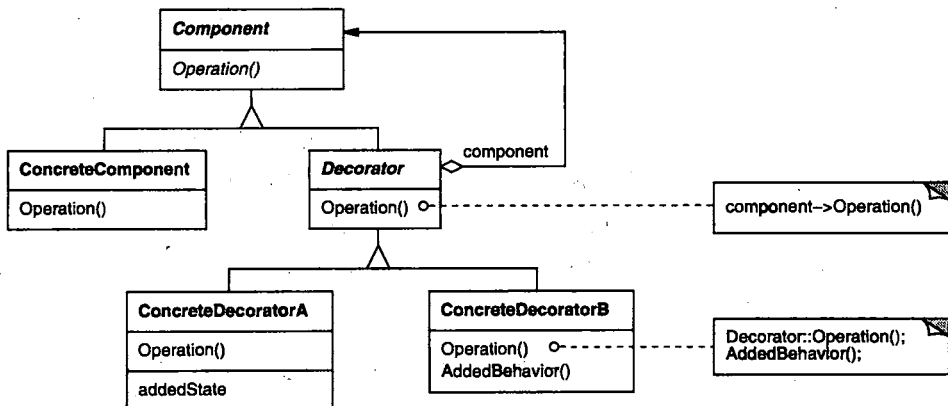 Component
Operation()
component
ConcreteComponent
Operation()
Decorator
Operation()
component–>Operation()
ConcreteDecoratorA
Operation()
addedState
ConcreteDecoratorB
Operation()
AddedBehavior()
Decorator::Operation();
AddedBehavior();